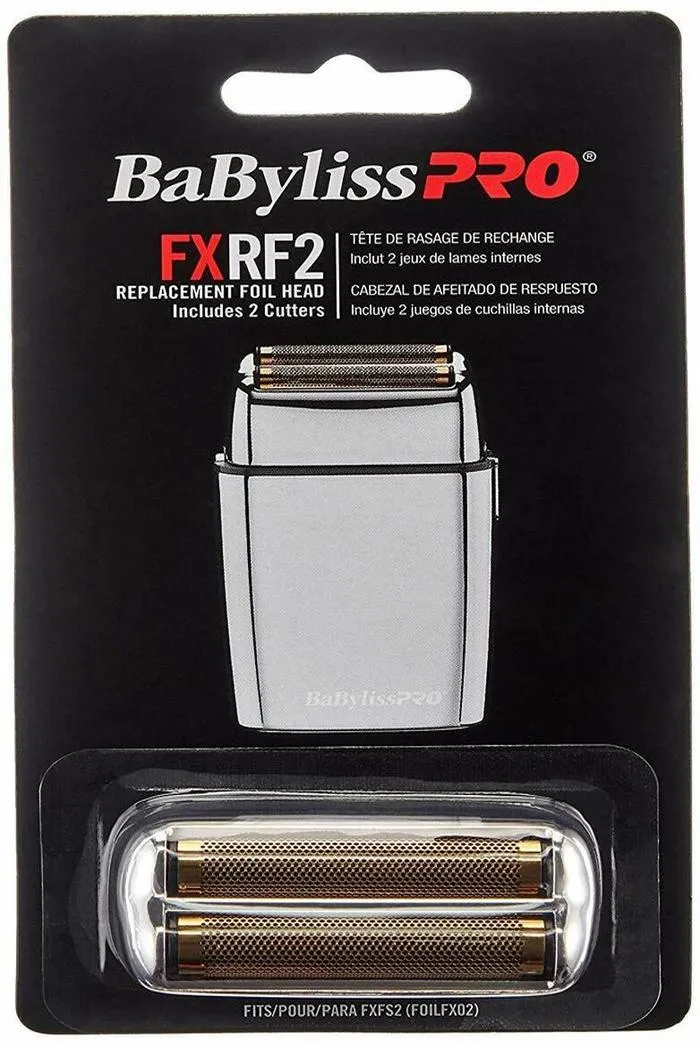 BaBylissPRO®
FXRF2
REPLACEMENT FOIL HEAD
Includes 2 Cutters
TÊTE DE RASAGE DE RECHANGE
Inclut 2 jeux de lames internes
CABEZAL DE AFEITADO DE RESPUESTO
Incluye 2 juegos de cuchillas internas
BaBylissPRO
FITS/POUR/PARA FXFS2 (FOILFX02)